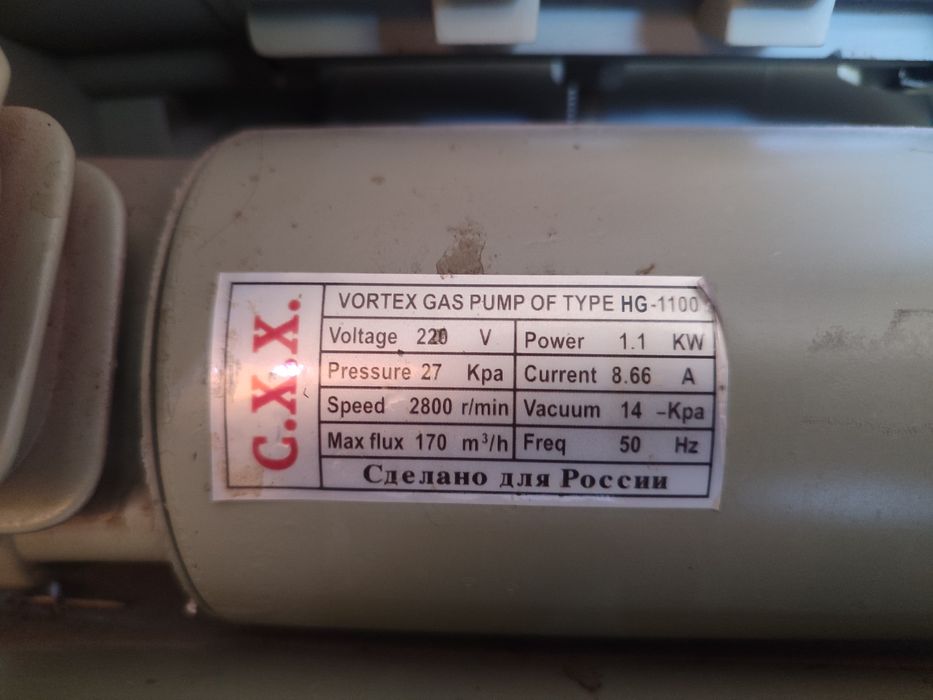 C.X.X.
VORTEX GAS PUMP OF TYPE HG-1100
Voltage 220 V Power 1.1 KW
Pressure 27 Kpa Current 8.66 A
Speed 2800 r/min Vacuum 14 -Kpa
Max flux 170 m³/h Freq 50 Hz
Сделано для России